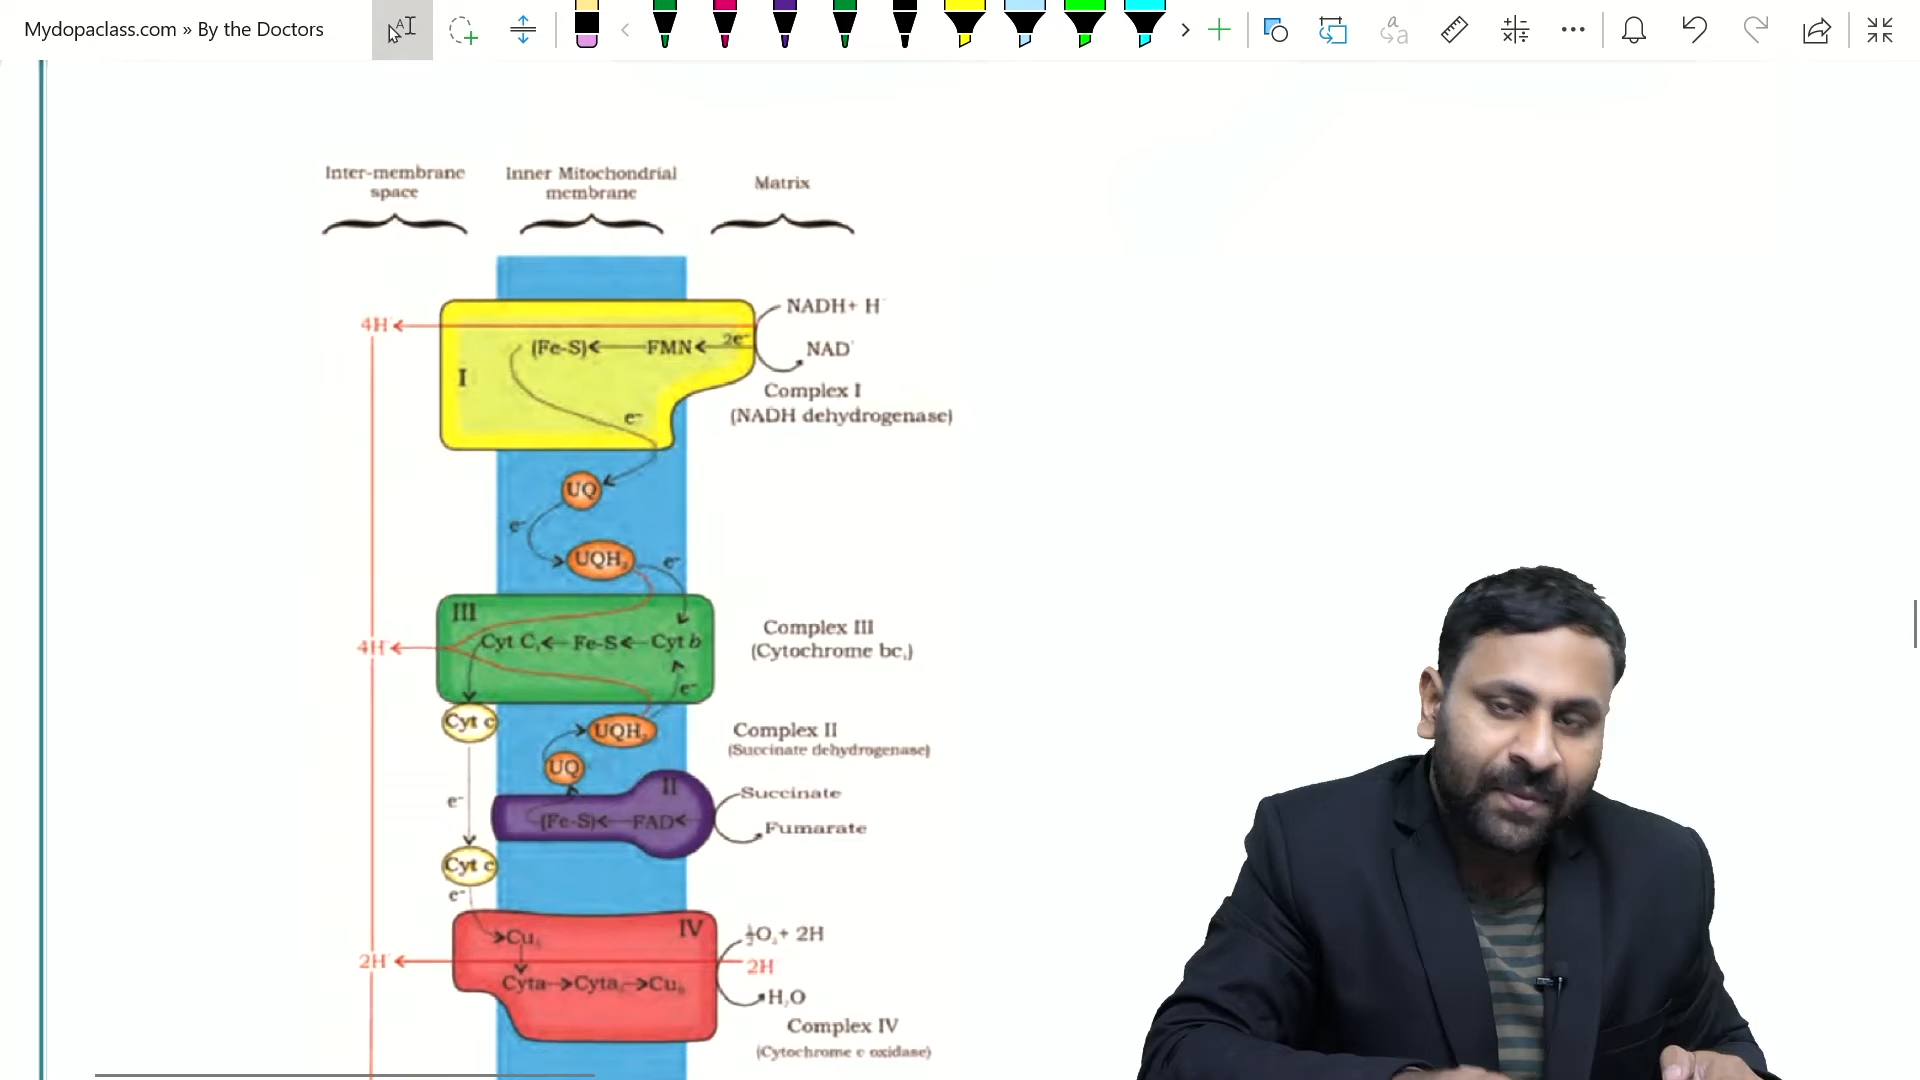 Mydopaclass.com » By the Doctors
Inter-membrane
space
Inner Mitochondrial
membrane
Matrix
NADH+ H
4H
(Fe-S)
FMN
2e⁻
NAD
I
Complex I
(NADH dehydrogenase)
e⁻
UQ
e⁻
UQH₂
e⁻
III
Complex III
(Cytochrome bc₁)
4H
Cyt C₁
Fe-S
Cyt b
e⁻
Cyt c
UQH₂
Complex II
(Succinate dehydrogenase)
UQ
II
Succinate
e⁻
(Fe-S)
FAD
Fumarate
Cyt c
e⁻
IV
½O₂+ 2H
Cu
2H
2H
Cyta
Cyta
Cu
H₂O
Complex IV
(Cytochrome c oxidase)